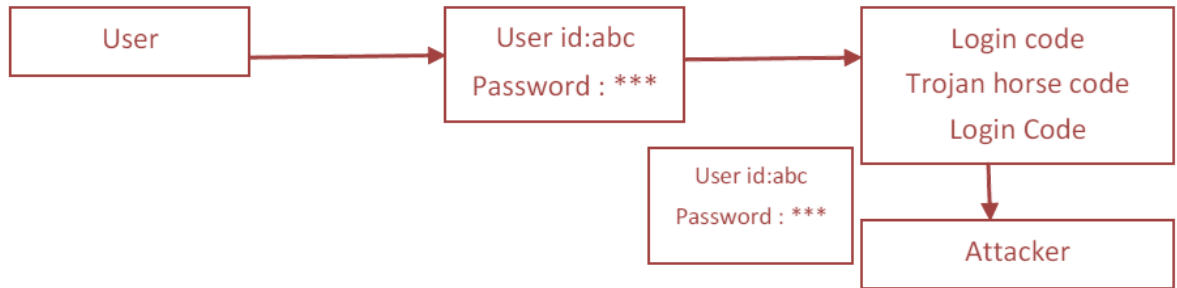 User
User id:abc
Password : ***
Login code
Trojan horse code
Login Code
User id:abc
Password : ***
Attacker